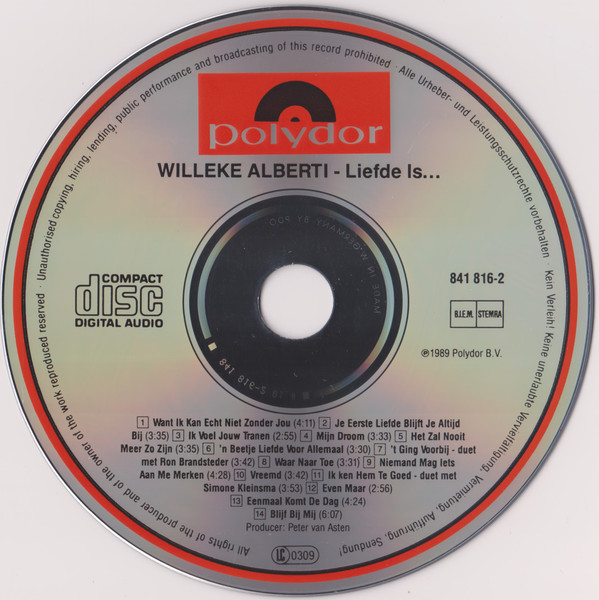 polydor
WILLEKE ALBERTI - Liefde Is...
COMPACT
disc
DIGITAL AUDIO
841 816-2
B.I.E.M. STEMRA
℗1989 Polydor B.V.
1 Want Ik Kan Echt Niet Zonder Jou (4:11) 2 Je Eerste Liefde Blijft Je Altijd
Bij (3:35) 3 Ik Voel Jouw Tranen (2:55) 4 Mijn Droom (3:33) 5 Het Zal Nooit
Meer Zo Zijn (3:35) 6 'n Beetje Liefde Voor Allemaal (3:30) 7 't Ging Voorbij - duet
met Ron Brandsteder (3:42) 8 Waar Naar Toe (3:31) 9 Niemand Mag Iets
Aan Me Merken (4:28) 10 Vreemd (3:42) 11 Ik ken Hem Te Goed - duet met
Simone Kleinsma (3:53) 12 Even Maar (2:56)
13 Eenmaal Komt De Dag (4:24)
14 Blijf Bij Mij (6:07)
Producer: Peter van Asten
LC 0309
All rights of the producer and of the owner of the work reproduced reserved · Unauthorised copying, hiring, lending, public performance and broadcasting of this record prohibited · Alle Urheber- und Leistungsschutzrechte vorbehalten · Kein Verleih! Keine unerlaubte Vervielfältigung, Vermietung, Aufführung, Sendung!
MADE IN W.GERMANY BY PDO
841 816-2